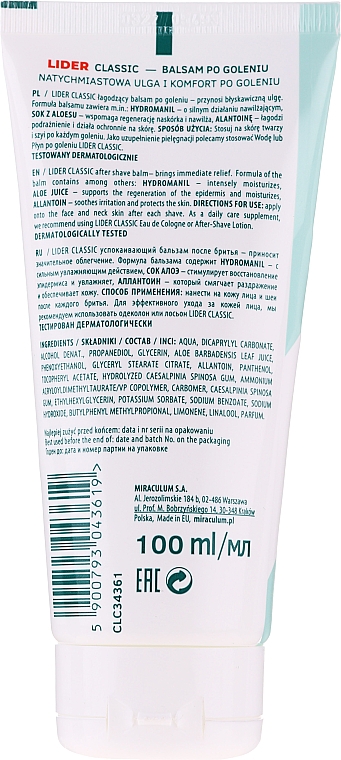 LIDER CLASSIC — BALSAM PO GOLENIU
NATYCHMIASTOWA ULGA I KOMFORT PO GOLENIU
PL / LIDER CLASSIC łagodzący balsam po goleniu – przynosi błyskawiczną ulgę.
Formuła balsamu zawiera m.in.: HYDROMANIL – o silnym działaniu nawilżającym,
SOK Z ALOESU – wspomaga regenerację naskórka i nawilża, ALANTOINĘ – łagodzi
podrażnienie i działa ochronnie na skórę. SPOSÓB UŻYCIA: Stosuj na skórę twarzy
i szyi po każdym goleniu. Jako uzupełnienie pielęgnacji polecamy stosować Wodę lub
Płyn po goleniu LIDER CLASSIC.
TESTOWANY DERMATOLOGICZNIE
EN / LIDER CLASSIC after shave balm– brings immediate relief. Formula of the
balm contains among others: HYDROMANIL – intensely moisturizes,
ALOE JUICE – supports the regeneration of the epidermis and moisturizes,
ALLANTOIN – soothes irritation and protects the skin. DIRECTIONS FOR USE: apply
onto the face and neck skin after each shave. As a daily care supplement,
we recommend using LIDER CLASSIC Eau de Cologne or After-Shave Lotion.
DERMATOLOGICALLY TESTED
RU / LIDER CLASSIC успокаивающий бальзам после бритья – приносит
значительное облегчение. Формула бальзама содержит HYDROMANIL – с
сильным увлажняющим действием, СОК АЛОЭ – стимулирует восстановление
эпидермиса и увлажняет, АЛЛАНТОИН – который смягчает раздражение
и обеспечивает кожу. СПОСОБ ПРИМЕНЕНИЯ: нанести на кожу лица и шеи
после каждого бритья. Для эффективного ухода за кожей лица, мы
рекомендуем использовать одеколон или лосьон LIDER CLASSIC.
ТЕСТИРОВАН ДЕРМАТОЛОГИЧЕСКИ
INGREDIENTS / SKŁADNIKI / СОСТАВ / INCI: AQUA, DICAPRYLYL CARBONATE,
ALCOHOL DENAT., PROPANEDIOL, GLYCERIN, ALOE BARBADENSIS LEAF JUICE,
PHENOXYETHANOL, GLYCERYL STEARATE CITRATE, ALLANTOIN, PANTHENOL,
TOCOPHERYL ACETATE, HYDROLYZED CAESALPINIA SPINOSA GUM, AMMONIUM
ACRYLOYLDIMETHYLTAURATE/VP COPOLYMER, CARBOMER, CAESALPINIA SPINOSA
GUM, ETHYLHEXYLGLYCERIN, POTASSIUM SORBATE, SODIUM BENZOATE, SODIUM
HYDROXIDE, BUTYLPHENYL METHYLPROPIONAL, LIMONENE, LINALOOL, PARFUM.
Najlepiej zużyć przed końcem: data i nr serii na opakowaniu
Best used before the end of: date and batch No. on the packaging
Годен до: дата и номер партии на упаковке
MIRACULUM S.A.
Al. Jerozolimskie 184 b, 02-486 Warszawa
ul. Prof. M. Bobrzyńskiego 14, 30-348 Kraków
Polska, Made in EU, miraculum.pl
100 ml/мл
EAC
5 900793 043619
CLC34361